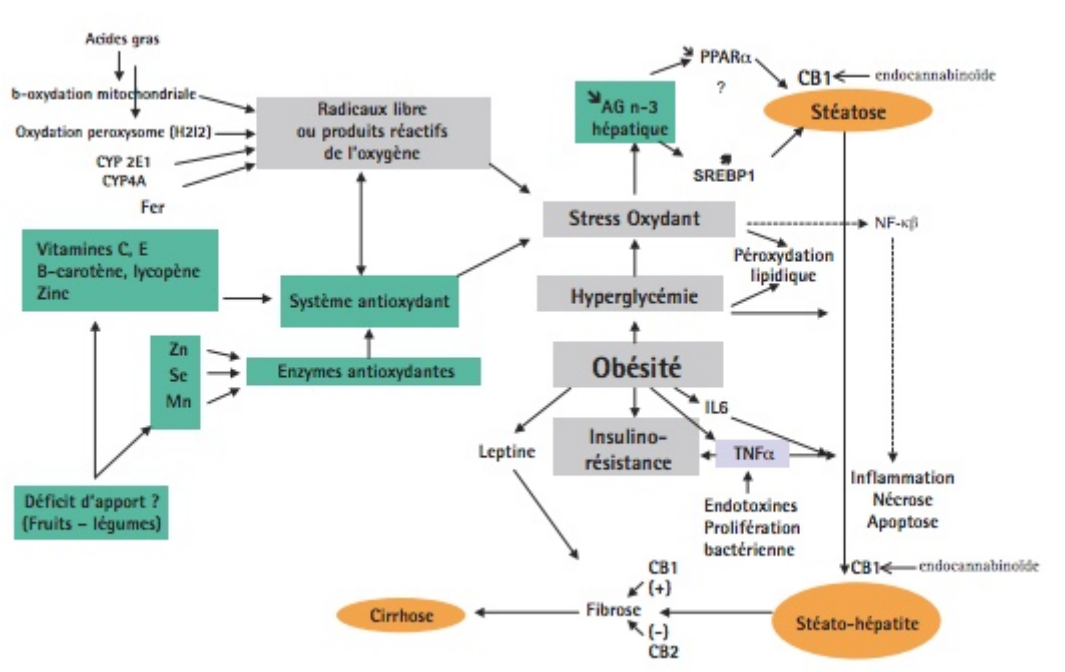 Acides gras
b-oxydation mitochondriale
Oxydation peroxysome (H2l2)
CYP 2E1
CYP4A
Fer
Radicaux libre
ou produits réactifs
de l'oxygène
Vitamines C, E
B-carotène, lycopène
Zinc
Système antioxydant
Zn
Se
Mn
Enzymes antioxydantes
Déficit d'apport ?
(Fruits – légumes)
PPARα
?
AG n-3
hépatique
#
SREBP1
CB1
endocannabinoïde
Stéatose
Stress Oxydant
NF-κβ
Péroxydation
lipidique
Hyperglycémie
Obésité
IL6
Leptine
Insulino-
résistance
TNFα
Endotoxines
Prolifération
bactérienne
Inflammation
Nécrose
Apoptose
CB1
endocannabinoïde
Stéato-hépatite
CB1
(+)
Fibrose
(-)
CB2
Cirrhose